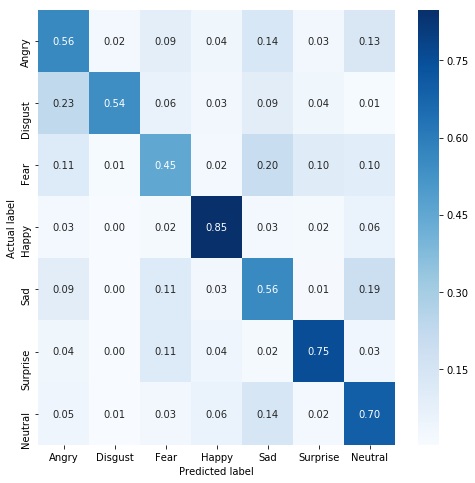 Actual label
Angry 0.56 0.02 0.09 0.04 0.14 0.03 0.13
Disgust 0.23 0.54 0.06 0.03 0.09 0.04 0.01
Fear 0.11 0.01 0.45 0.02 0.20 0.10 0.10
Happy 0.03 0.00 0.02 0.85 0.03 0.02 0.06
Sad 0.09 0.00 0.11 0.03 0.56 0.01 0.19
Surprise 0.04 0.00 0.11 0.04 0.02 0.75 0.03
Neutral 0.05 0.01 0.03 0.06 0.14 0.02 0.70
Angry Disgust Fear Happy Sad Surprise Neutral
Predicted label
0.75
0.60
0.45
0.30
0.15